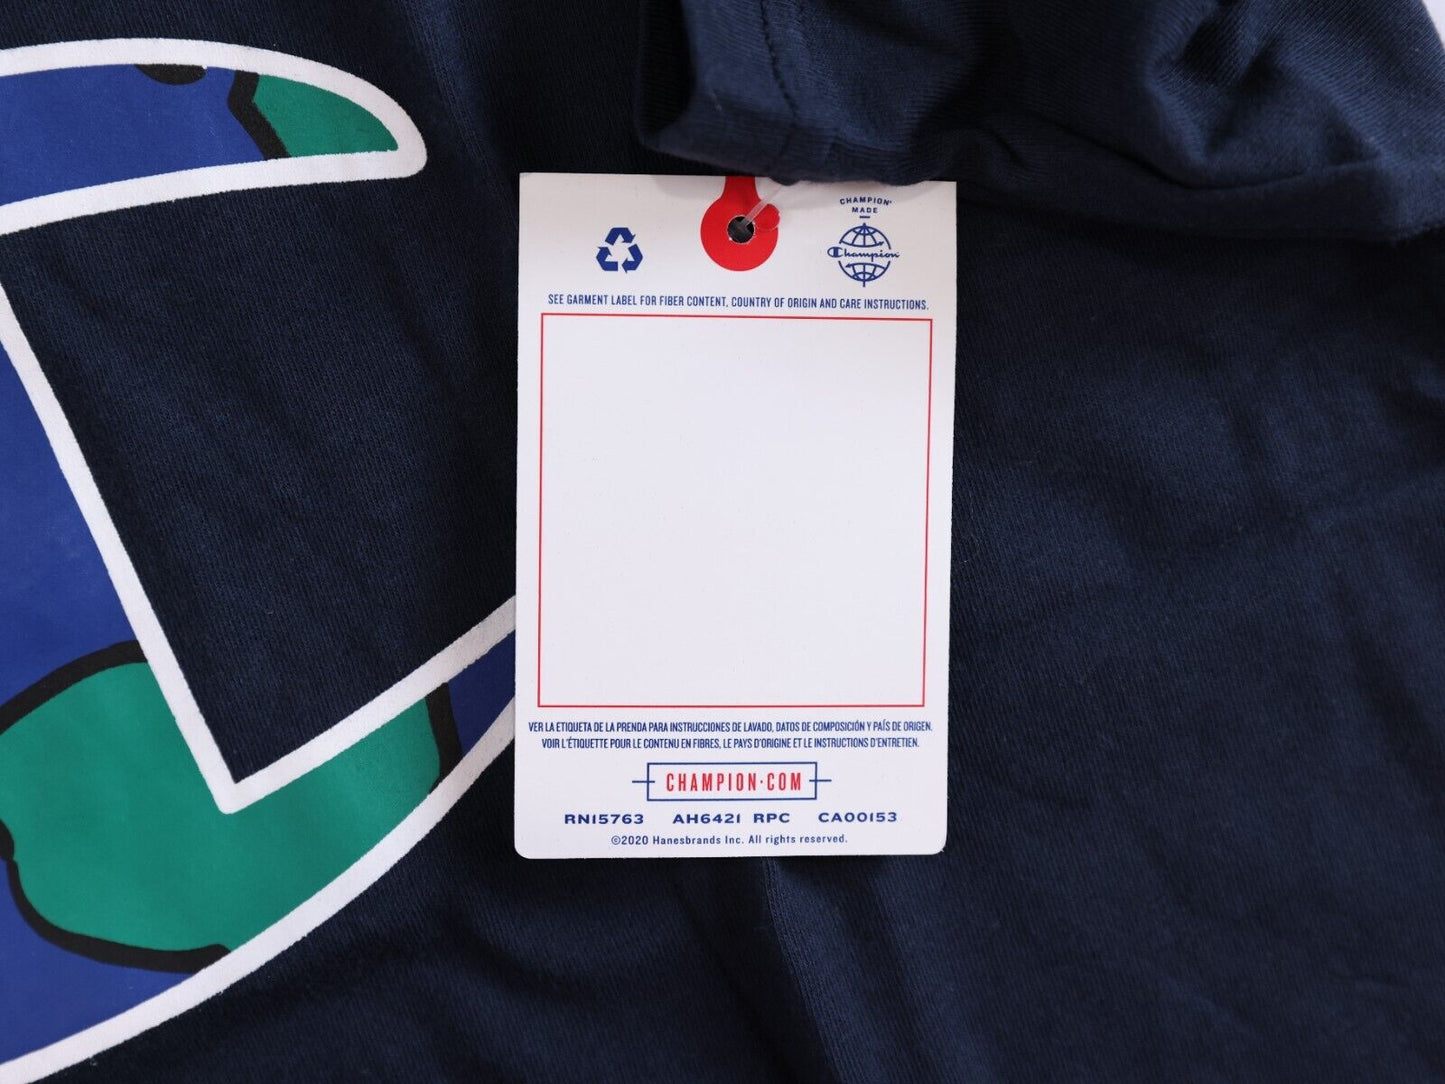 CHAMPION®
MADE
Champion
SEE GARMENT LABEL FOR FIBER CONTENT, COUNTRY OF ORIGIN AND CARE INSTRUCTIONS.
VER LA ETIQUETA DE LA PRENDA PARA INSTRUCCIONES DE LAVADO, DATOS DE COMPOSICIÓN Y PAÍS DE ORIGEN.
VOIR L'ÉTIQUETTE POUR LE CONTENU EN FIBRES, LE PAYS D'ORIGINE ET LE INSTRUCTIONS D'ENTRETIEN.
CHAMPION·COM
RN15763 AH6421 RPC CA00153
©2020 Hanesbrands Inc. All rights reserved.